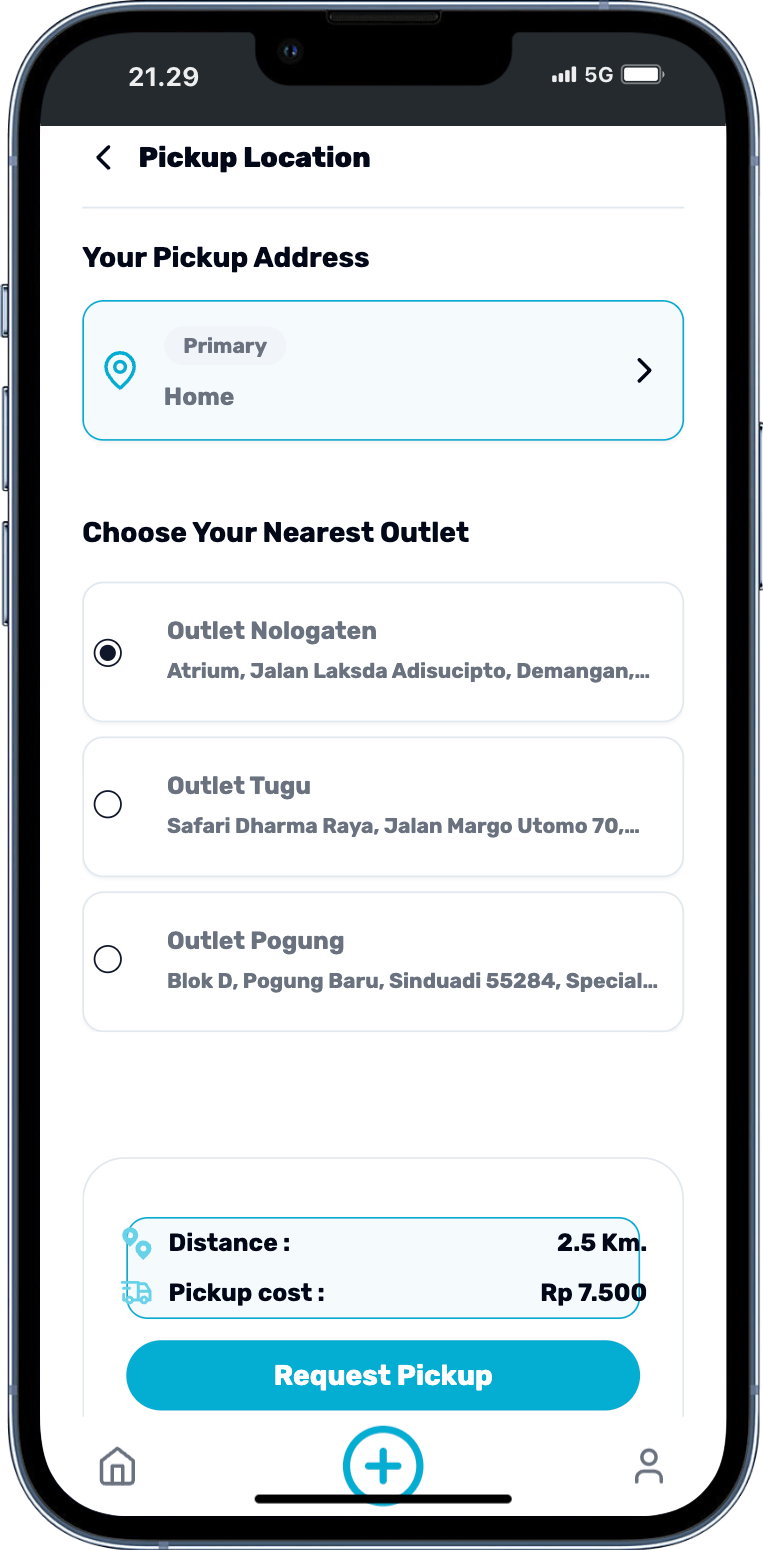 21.29
5G
Pickup Location
Your Pickup Address
Primary
Home
Choose Your Nearest Outlet
Outlet Nologaten
Atrium, Jalan Laksda Adisucipto, Demangan,...
Outlet Tugu
Safari Dharma Raya, Jalan Margo Utomo 70,...
Outlet Pogung
Blok D, Pogung Baru, Sinduadi 55284, Special...
Distance : 2.5 Km.
Pickup cost : Rp 7.500
Request Pickup